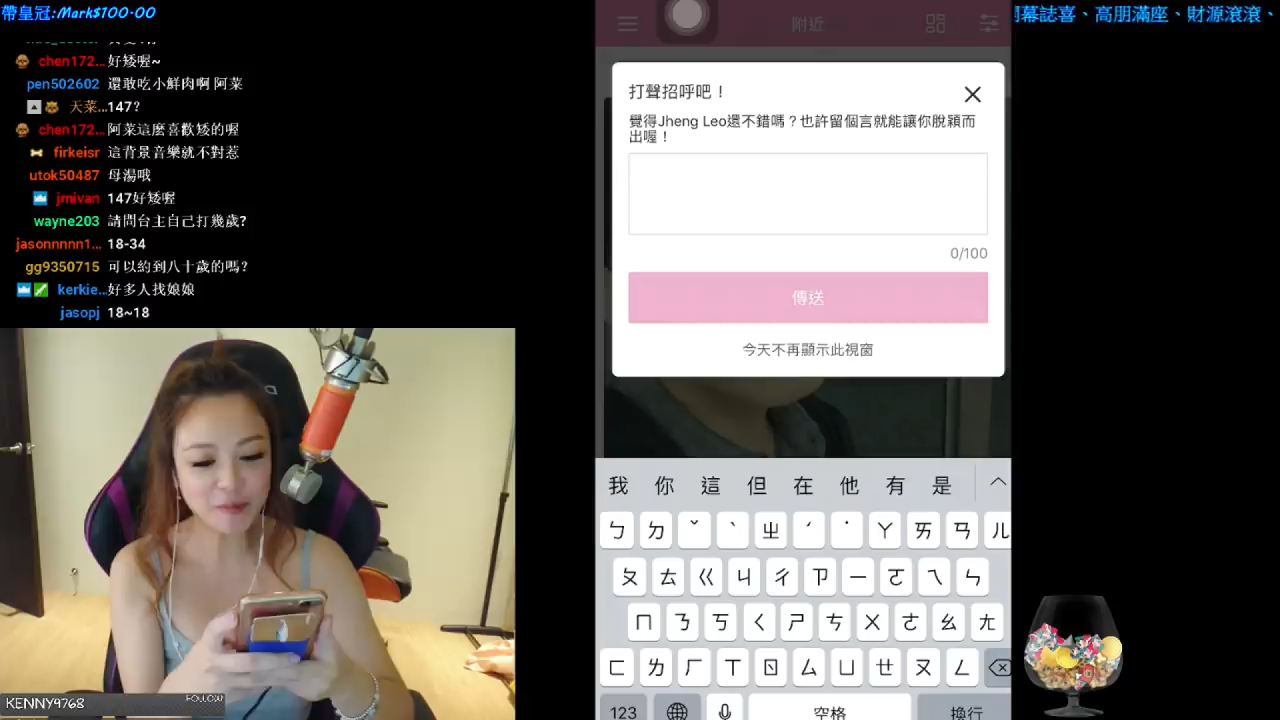 帶皇冠:Mark$100.00
chen172... 好矮喔~
pen502602 還敢吃小鮮肉啊 阿菜
天菜...147?
chen172... 阿菜這麼喜歡矮的喔
firkeisr 這背景音樂就不對惹
utok50487 母湯哦
jmivan 147好矮喔
wayne203 請問台主自己打幾歲?
jasonnnnn1... 18-34
gg9350715 可以約到八十歲的嗎?
kerkie...好多人找娘娘
jasopj 18~18
KENNY4768
FOLLOW
附近
打聲招呼吧！
覺得Jheng Leo還不錯嗎？也許留個言就能讓你脫穎而
出喔！
0/100
傳送
今天不再顯示此視窗
我 你 這 但 在 他 有 是
ㄅ ㄉ ˇ ˋ ㄓ ˊ ˙ ㄚ ㄞ ㄢ ㄦ
ㄆ ㄊ ㄍ ㄐ ㄔ ㄗ ㄧ ㄛ ㄟ ㄣ
ㄇ ㄋ ㄎ ㄑ ㄕ ㄘ ㄨ ㄜ ㄠ ㄤ
ㄈ ㄌ ㄏ ㄒ ㄖ ㄙ ㄩ ㄝ ㄡ ㄥ
123 空格 換行
幕誌喜、高朋滿座、財源滾滾、